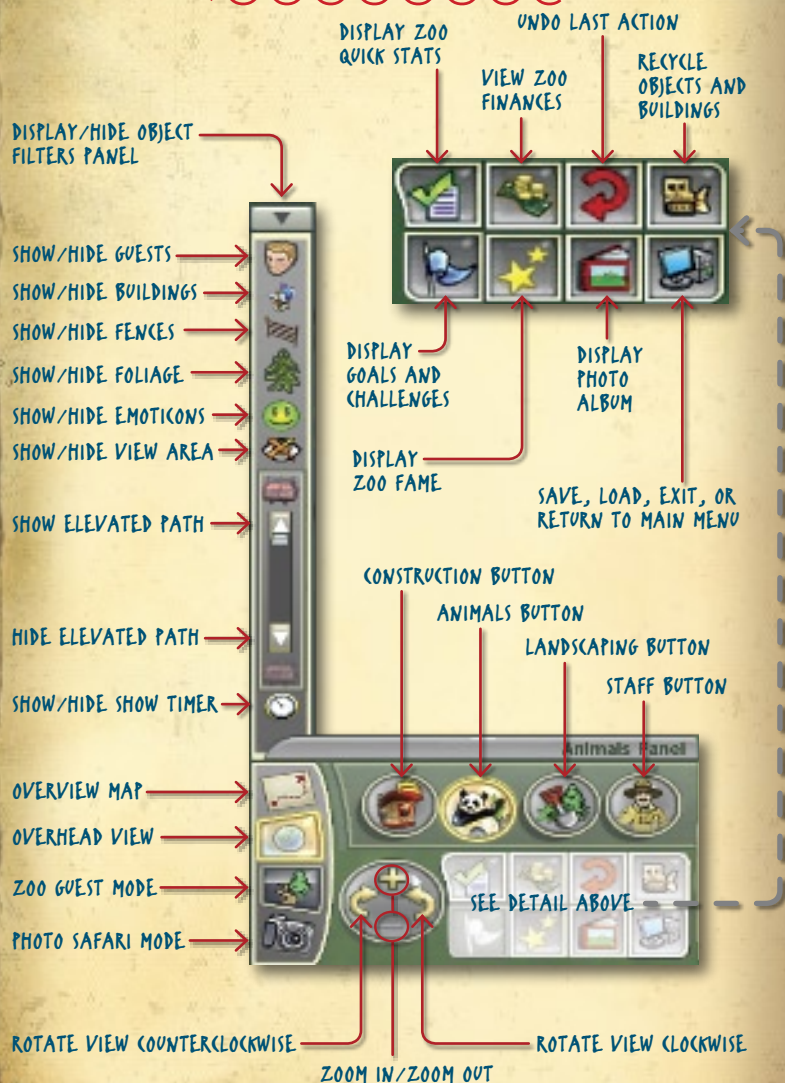 DISPLAY ZOO
QUICK STATS
UNDO LAST ACTION
VIEW ZOO
FINANCES
RECYCLE
OBJECTS AND
BUILDINGS
DISPLAY/HIDE OBJECT
FILTERS PANEL
SHOW/HIDE GUESTS
SHOW/HIDE BUILDINGS
SHOW/HIDE FENCES
SHOW/HIDE FOLIAGE
SHOW/HIDE EMOTICONS
SHOW/HIDE VIEW AREA
SHOW ELEVATED PATH
HIDE ELEVATED PATH
SHOW/HIDE SHOW TIMER
DISPLAY
GOALS AND
CHALLENGES
DISPLAY
PHOTO
ALBUM
DISPLAY
ZOO FAME
SAVE, LOAD, EXIT, OR
RETURN TO MAIN MENU
CONSTRUCTION BUTTON
ANIMALS BUTTON
LANDSCAPING BUTTON
STAFF BUTTON
Animals Panel
OVERVIEW MAP
OVERHEAD VIEW
ZOO GUEST MODE
PHOTO SAFARI MODE
SEE DETAIL ABOVE
ROTATE VIEW COUNTERCLOCKWISE
ROTATE VIEW CLOCKWISE
ZOOM IN/ZOOM OUT